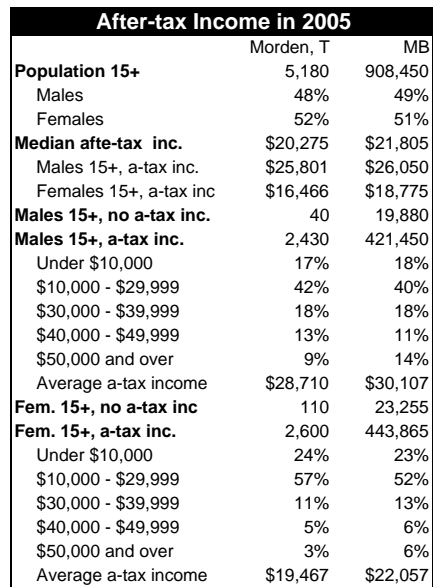 After-tax Income in 2005
Morden, T MB
Population 15+ 5,180 908,450
Males 48% 49%
Females 52% 51%
Median afte-tax inc. $20,275 $21,805
Males 15+, a-tax inc. $25,801 $26,050
Females 15+, a-tax inc $16,466 $18,775
Males 15+, no a-tax inc. 40 19,880
Males 15+, a-tax inc. 2,430 421,450
Under $10,000 17% 18%
$10,000 - $29,999 42% 40%
$30,000 - $39,999 18% 18%
$40,000 - $49,999 13% 11%
$50,000 and over 9% 14%
Average a-tax income $28,710 $30,107
Fem. 15+, no a-tax inc 110 23,255
Fem. 15+, a-tax inc. 2,600 443,865
Under $10,000 24% 23%
$10,000 - $29,999 57% 52%
$30,000 - $39,999 11% 13%
$40,000 - $49,999 5% 6%
$50,000 and over 3% 6%
Average a-tax income $19,467 $22,057